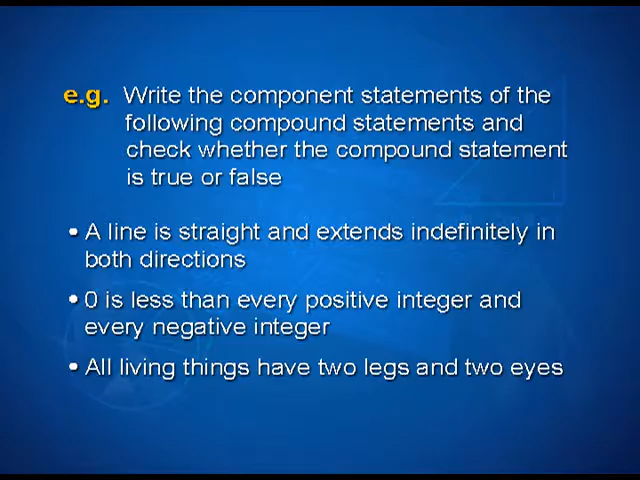 e.g. Write the component statements of the
following compound statements and
check whether the compound statement
is true or false
• A line is straight and extends indefinitely in
both directions
• 0 is less than every positive integer and
every negative integer
• All living things have two legs and two eyes